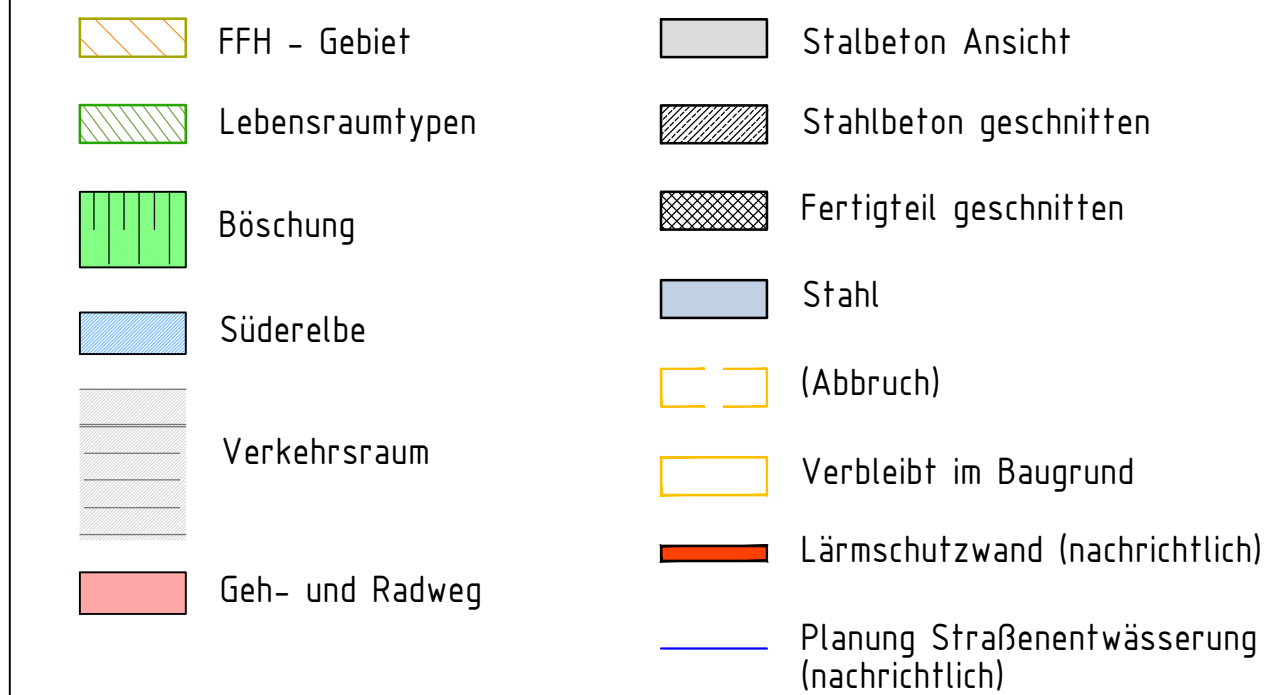 FFH - Gebiet
Lebensraumtypen
Böschung
Süderelbe
Verkehrsraum
Geh- und Radweg
Stalbeton Ansicht
Stahlbeton geschnitten
Fertigteil geschnitten
Stahl
(Abbruch)
Verbleibt im Baugrund
Lärmschutzwand (nachrichtlich)
Planung Straßenentwässerung
(nachrichtlich)